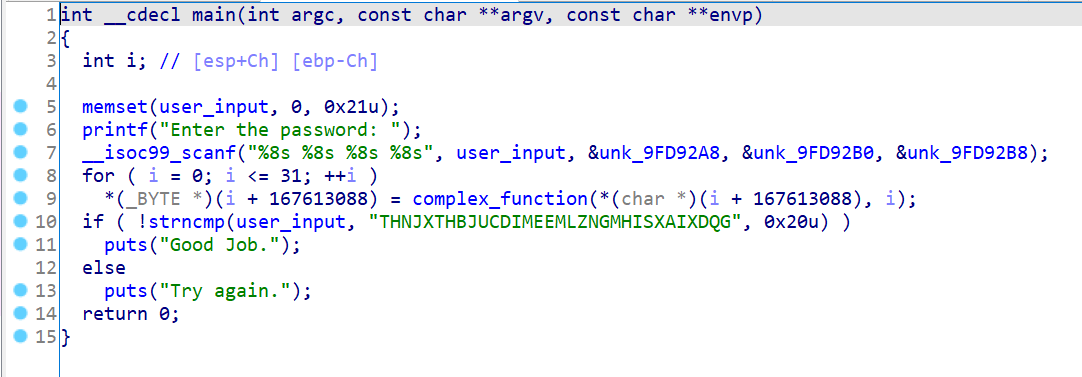 1 int __cdecl main(int argc, const char **argv, const char **envp)
2 {
3   int i; // [esp+Ch] [ebp-Ch]
4
5   memset(user_input, 0, 0x21u);
6   printf("Enter the password: ");
7   __isoc99_scanf("%8s %8s %8s %8s", user_input, &unk_9FD92A8, &unk_9FD92B0, &unk_9FD92B8);
8   for ( i = 0; i <= 31; ++i )
9     *(_BYTE *)(i + 167613088) = complex_function(*(char *)(i + 167613088), i);
10   if ( !strncmp(user_input, "THNJXTHBJUCDIMEEMLZNGMHISXAIXDQG", 0x20u) )
11     puts("Good Job.");
12   else
13     puts("Try again.");
14   return 0;
15 }